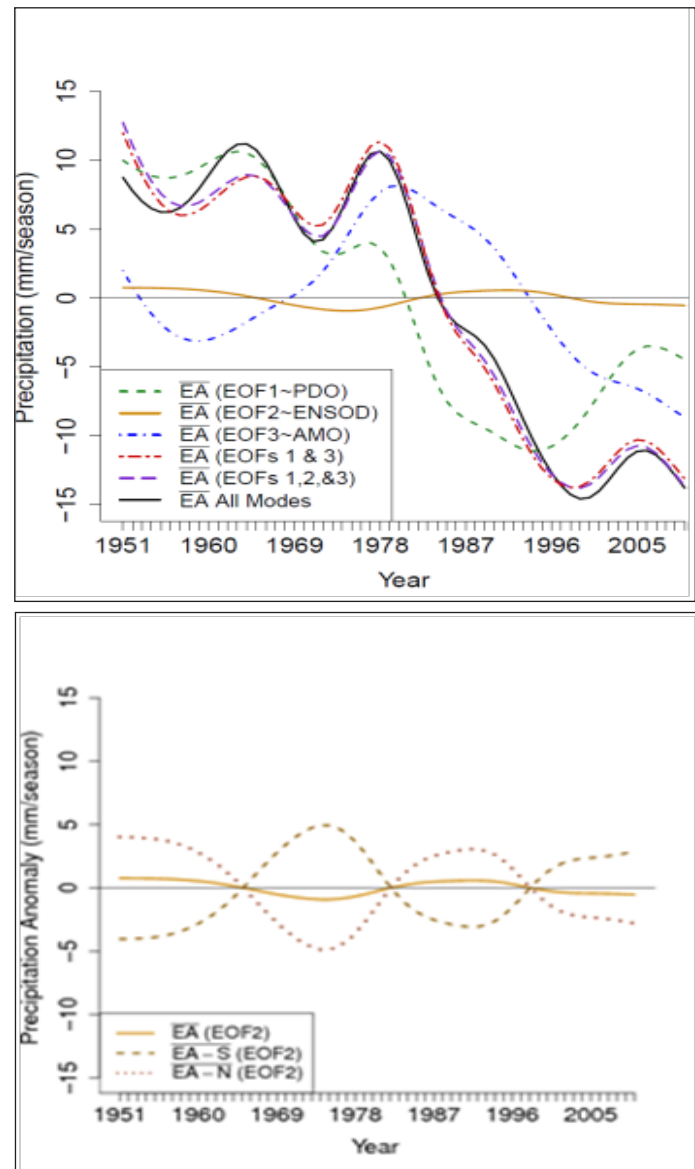 15
10
5
0
−5
−10
−15
Precipitation (mm/season)
EA (EOF1~PDO)
EA (EOF2~ENSOD)
EA (EOF3~AMO)
EA (EOFs 1 & 3)
EA (EOFs 1,2,&3)
EA All Modes
1951 1960 1969 1978 1987 1996 2005
Year
15
10
5
0
−5
−10
−15
Precipitation Anomaly (mm/season)
EA (EOF2)
EA − S (EOF2)
EA − N (EOF2)
1951 1960 1969 1978 1987 1996 2005
Year